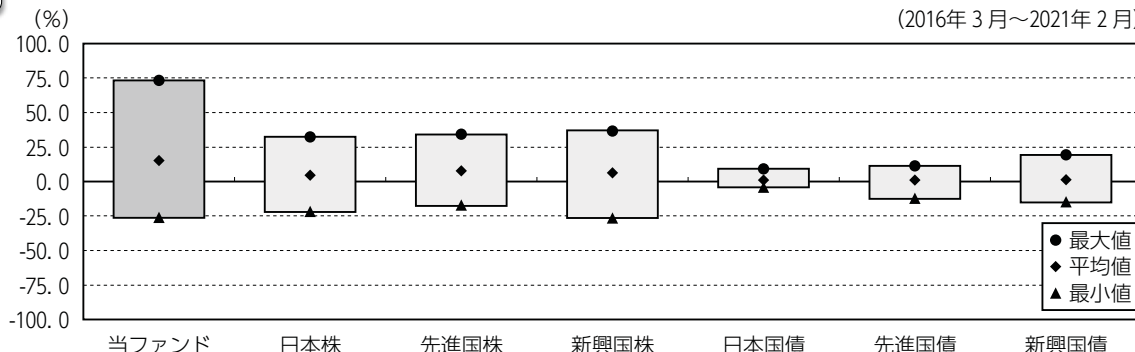 (%)
(2016年3月～2021年2月)
100.0
75.0
50.0
25.0
0.0
-25.0
-50.0
-75.0
-100.0
● 最大値
◆ 平均値
▲ 最小値
当ファンド 日本株 先進国株 新興国株 日本国債 先進国債 新興国債